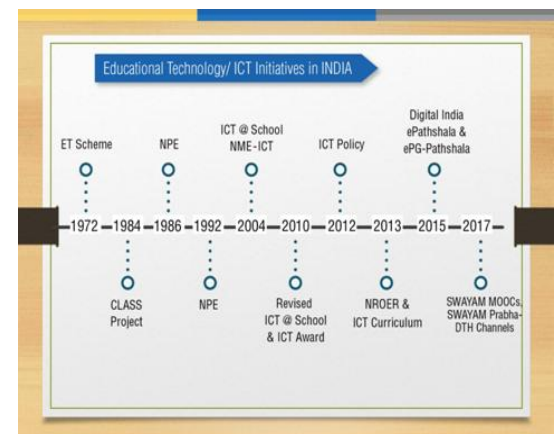 Educational Technology/ ICT Initiatives in INDIA
ET Scheme
NPE
ICT @ School
NME-ICT
ICT Policy
Digital India
ePathshala &
ePG-Pathshala
1972 1984 1986 1992 2004 2010 2012 2013 2015 2017
CLASS
Project
NPE
Revised
ICT @ School
& ICT Award
NROER &
ICT Curriculum
SWAYAM MOOCs,
SWAYAM Prabha-
DTH Channels